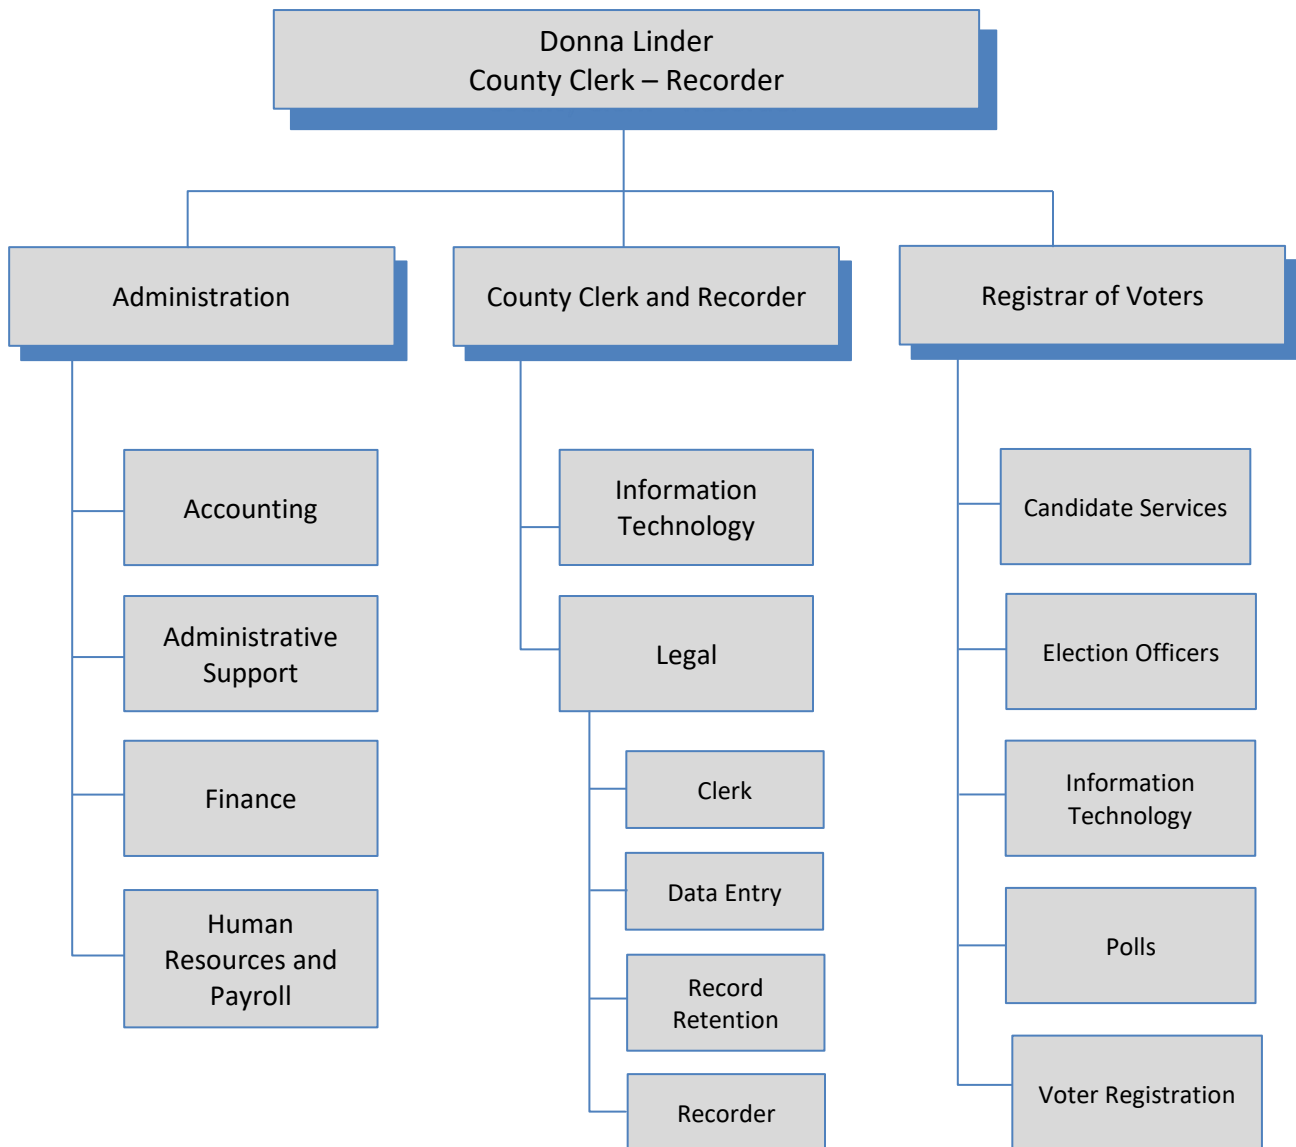 Donna Linder
County Clerk – Recorder
Administration
County Clerk and Recorder
Registrar of Voters
Accounting
Administrative
Support
Finance
Human
Resources and
Payroll
Information
Technology
Legal
Clerk
Data Entry
Record
Retention
Recorder
Candidate Services
Election Officers
Information
Technology
Polls
Voter Registration